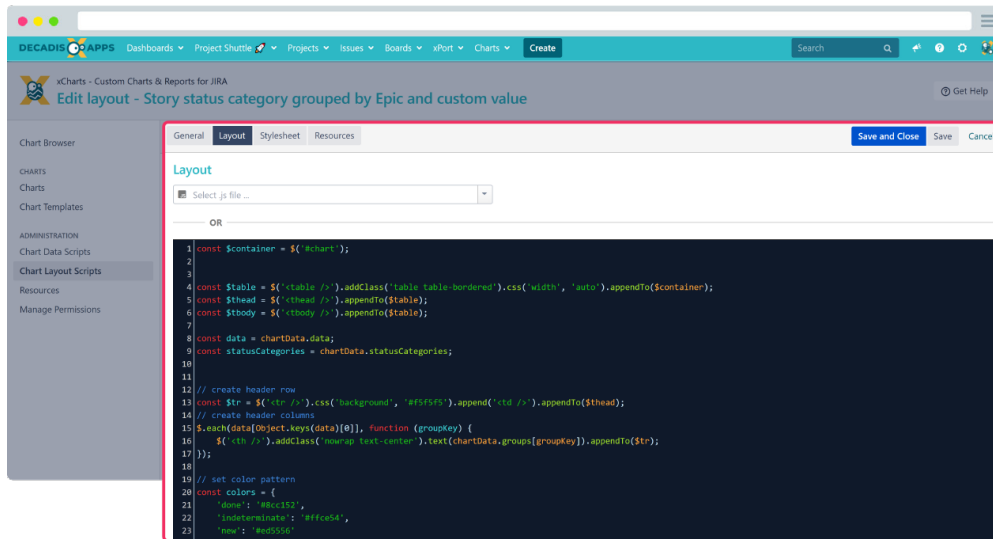 DECADIS APPS Dashboards Project Shuttle Projects Issues Boards xPort Charts Create Search
xCharts - Custom Charts & Reports for JIRA
Edit layout - Story status category grouped by Epic and custom value
Get Help
Chart Browser
CHARTS
Charts
Chart Templates
ADMINISTRATION
Chart Data Scripts
Chart Layout Scripts
Resources
Manage Permissions
General Layout Stylesheet Resources Save and Close Save Cance
Layout
Select .js file ...
OR
1 const $container = $('#chart');
2
3
4 const $table = $('<table />').addClass('table table-bordered').css('width', 'auto').appendTo($container);
5 const $thead = $('<thead />').appendTo($table);
6 const $tbody = $('<tbody />').appendTo($table);
7
8 const data = chartData.data;
9 const statusCategories = chartData.statusCategories;
10
11
12 // create header row
13 const $tr = $('<tr />').css('background', '#f5f5f5').append('<td />').appendTo($thead);
14 // create header columns
15 $.each(data[Object.keys(data)[0]], function (groupKey) {
16 $('<th />').addClass('nowrap text-center').text(chartData.groups[groupKey]).appendTo($tr);
17 });
18
19 // set color pattern
20 const colors = {
21 'done': '#8cc152',
22 'indeterminate': '#ffce54',
23 'new': '#ed5556'